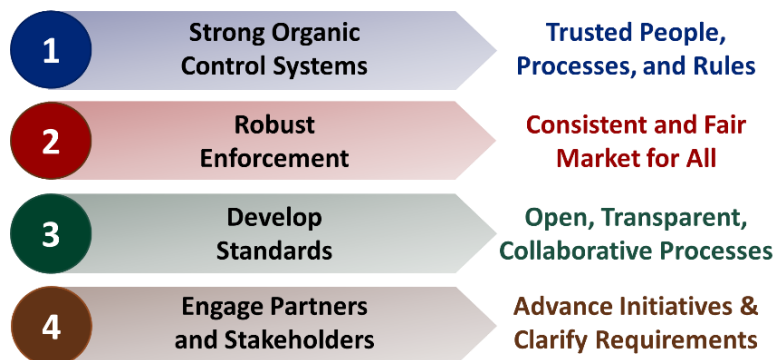 1
Strong Organic
Control Systems
Trusted People,
Processes, and Rules
2
Robust
Enforcement
Consistent and Fair
Market for All
3
Develop
Standards
Open, Transparent,
Collaborative Processes
4
Engage Partners
and Stakeholders
Advance Initiatives &
Clarify Requirements